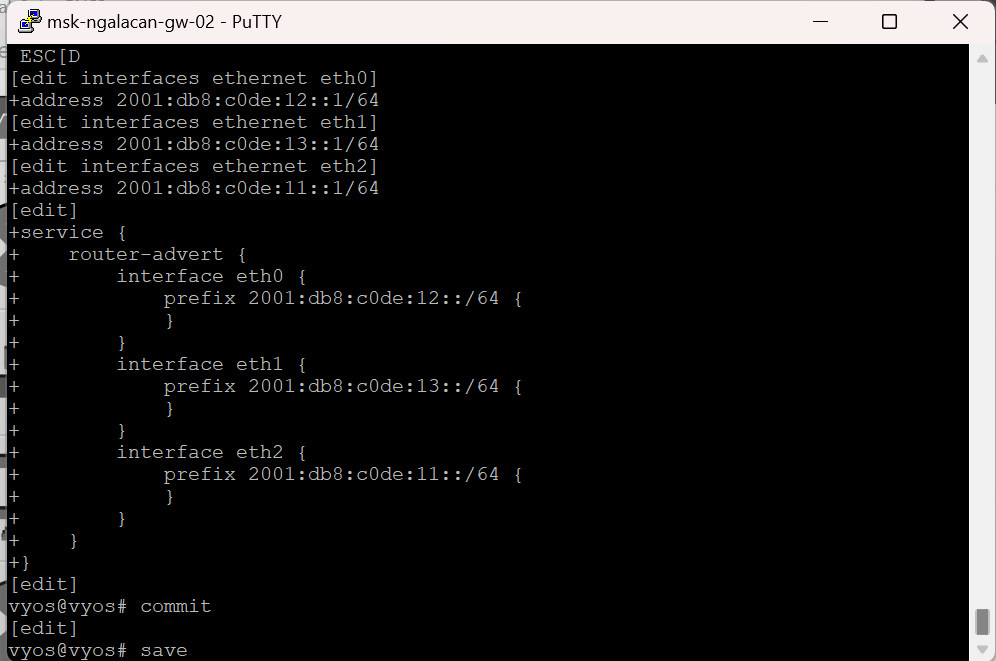 msk-ngalacan-gw-02 - PuTTY
ESC[D
[edit interfaces ethernet eth0]
+address 2001:db8:c0de:12::1/64
[edit interfaces ethernet eth1]
+address 2001:db8:c0de:13::1/64
[edit interfaces ethernet eth2]
+address 2001:db8:c0de:11::1/64
[edit]
+service {
+    router-advert {
+        interface eth0 {
+            prefix 2001:db8:c0de:12::/64 {
+            }
+        }
+        interface eth1 {
+            prefix 2001:db8:c0de:13::/64 {
+            }
+        }
+        interface eth2 {
+            prefix 2001:db8:c0de:11::/64 {
+            }
+        }
+    }
+}
[edit]
vyos@vyos# commit
[edit]
vyos@vyos# save